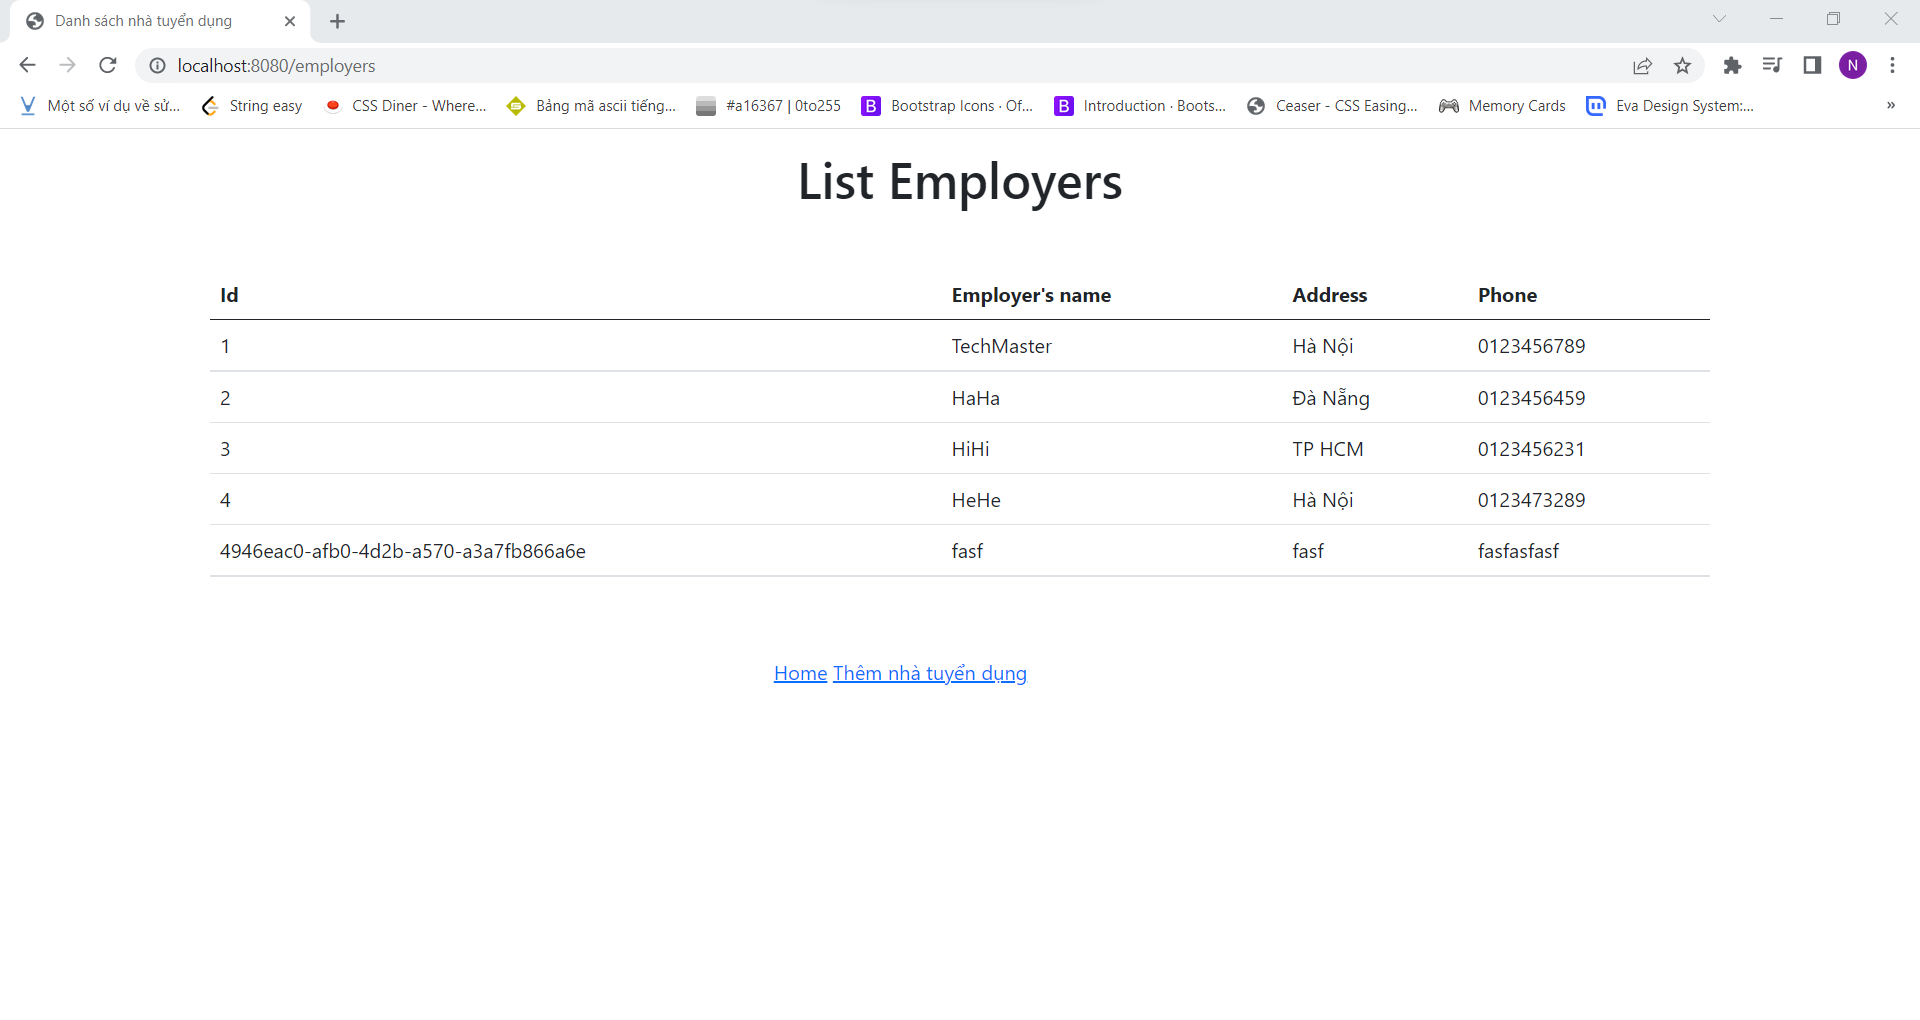 Danh sách nhà tuyển dụng
localhost:8080/employers
N
Một số ví dụ về sử... String easy CSS Diner - Where... Bảng mã ascii tiếng... #a16367 | 0to255 Bootstrap Icons · Of... Introduction · Boots... Ceaser - CSS Easing... Memory Cards Eva Design System:... »
List Employers
Id Employer's name Address Phone
1 TechMaster Hà Nội 0123456789
2 HaHa Đà Nẵng 0123456459
3 HiHi TP HCM 0123456231
4 HeHe Hà Nội 0123473289
4946eac0-afb0-4d2b-a570-a3a7fb866a6e fasf fasf fasfasfasf
Home Thêm nhà tuyển dụng